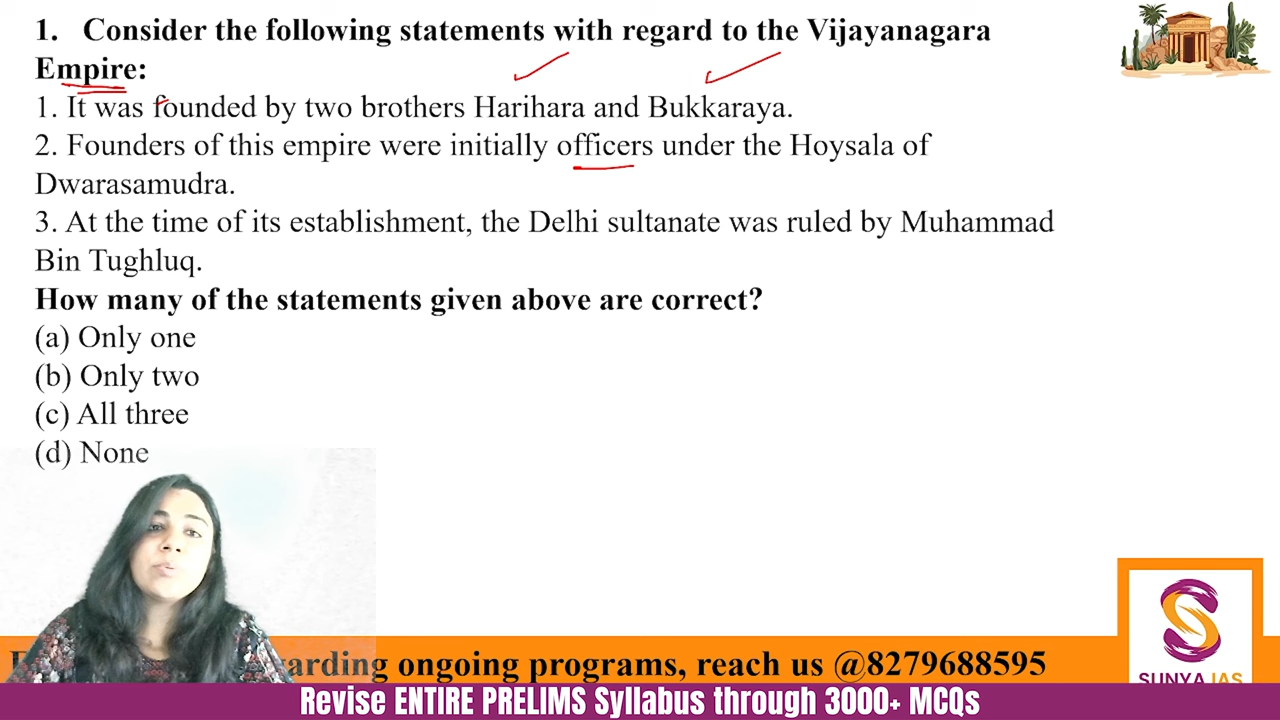 1. Consider the following statements with regard to the Vijayanagara
Empire:
1. It was founded by two brothers Harihara and Bukkaraya.
2. Founders of this empire were initially officers under the Hoysala of
Dwarasamudra.
3. At the time of its establishment, the Delhi sultanate was ruled by Muhammad
Bin Tughluq.
How many of the statements given above are correct?
(a) Only one
(b) Only two
(c) All three
(d) None
ongoing programs, reach us @8279688595
SUNYA IAS
Revise ENTIRE PRELIMS Syllabus through 3000+ MCQs